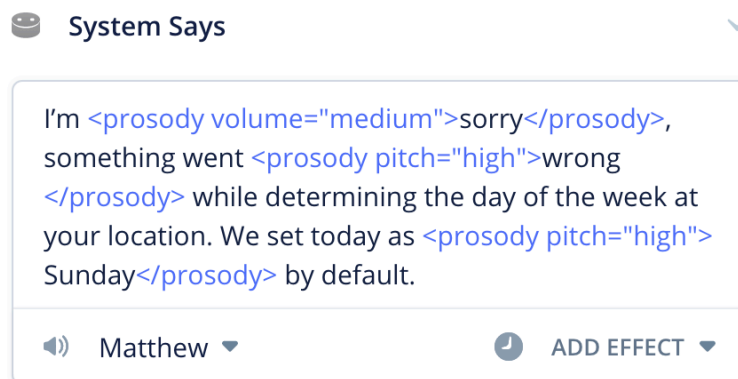 System Says
I’m <prosody volume="medium">sorry</prosody>,
something went <prosody pitch="high">wrong
</prosody> while determining the day of the week at
your location. We set today as <prosody pitch="high">
Sunday</prosody> by default.
Matthew ADD EFFECT